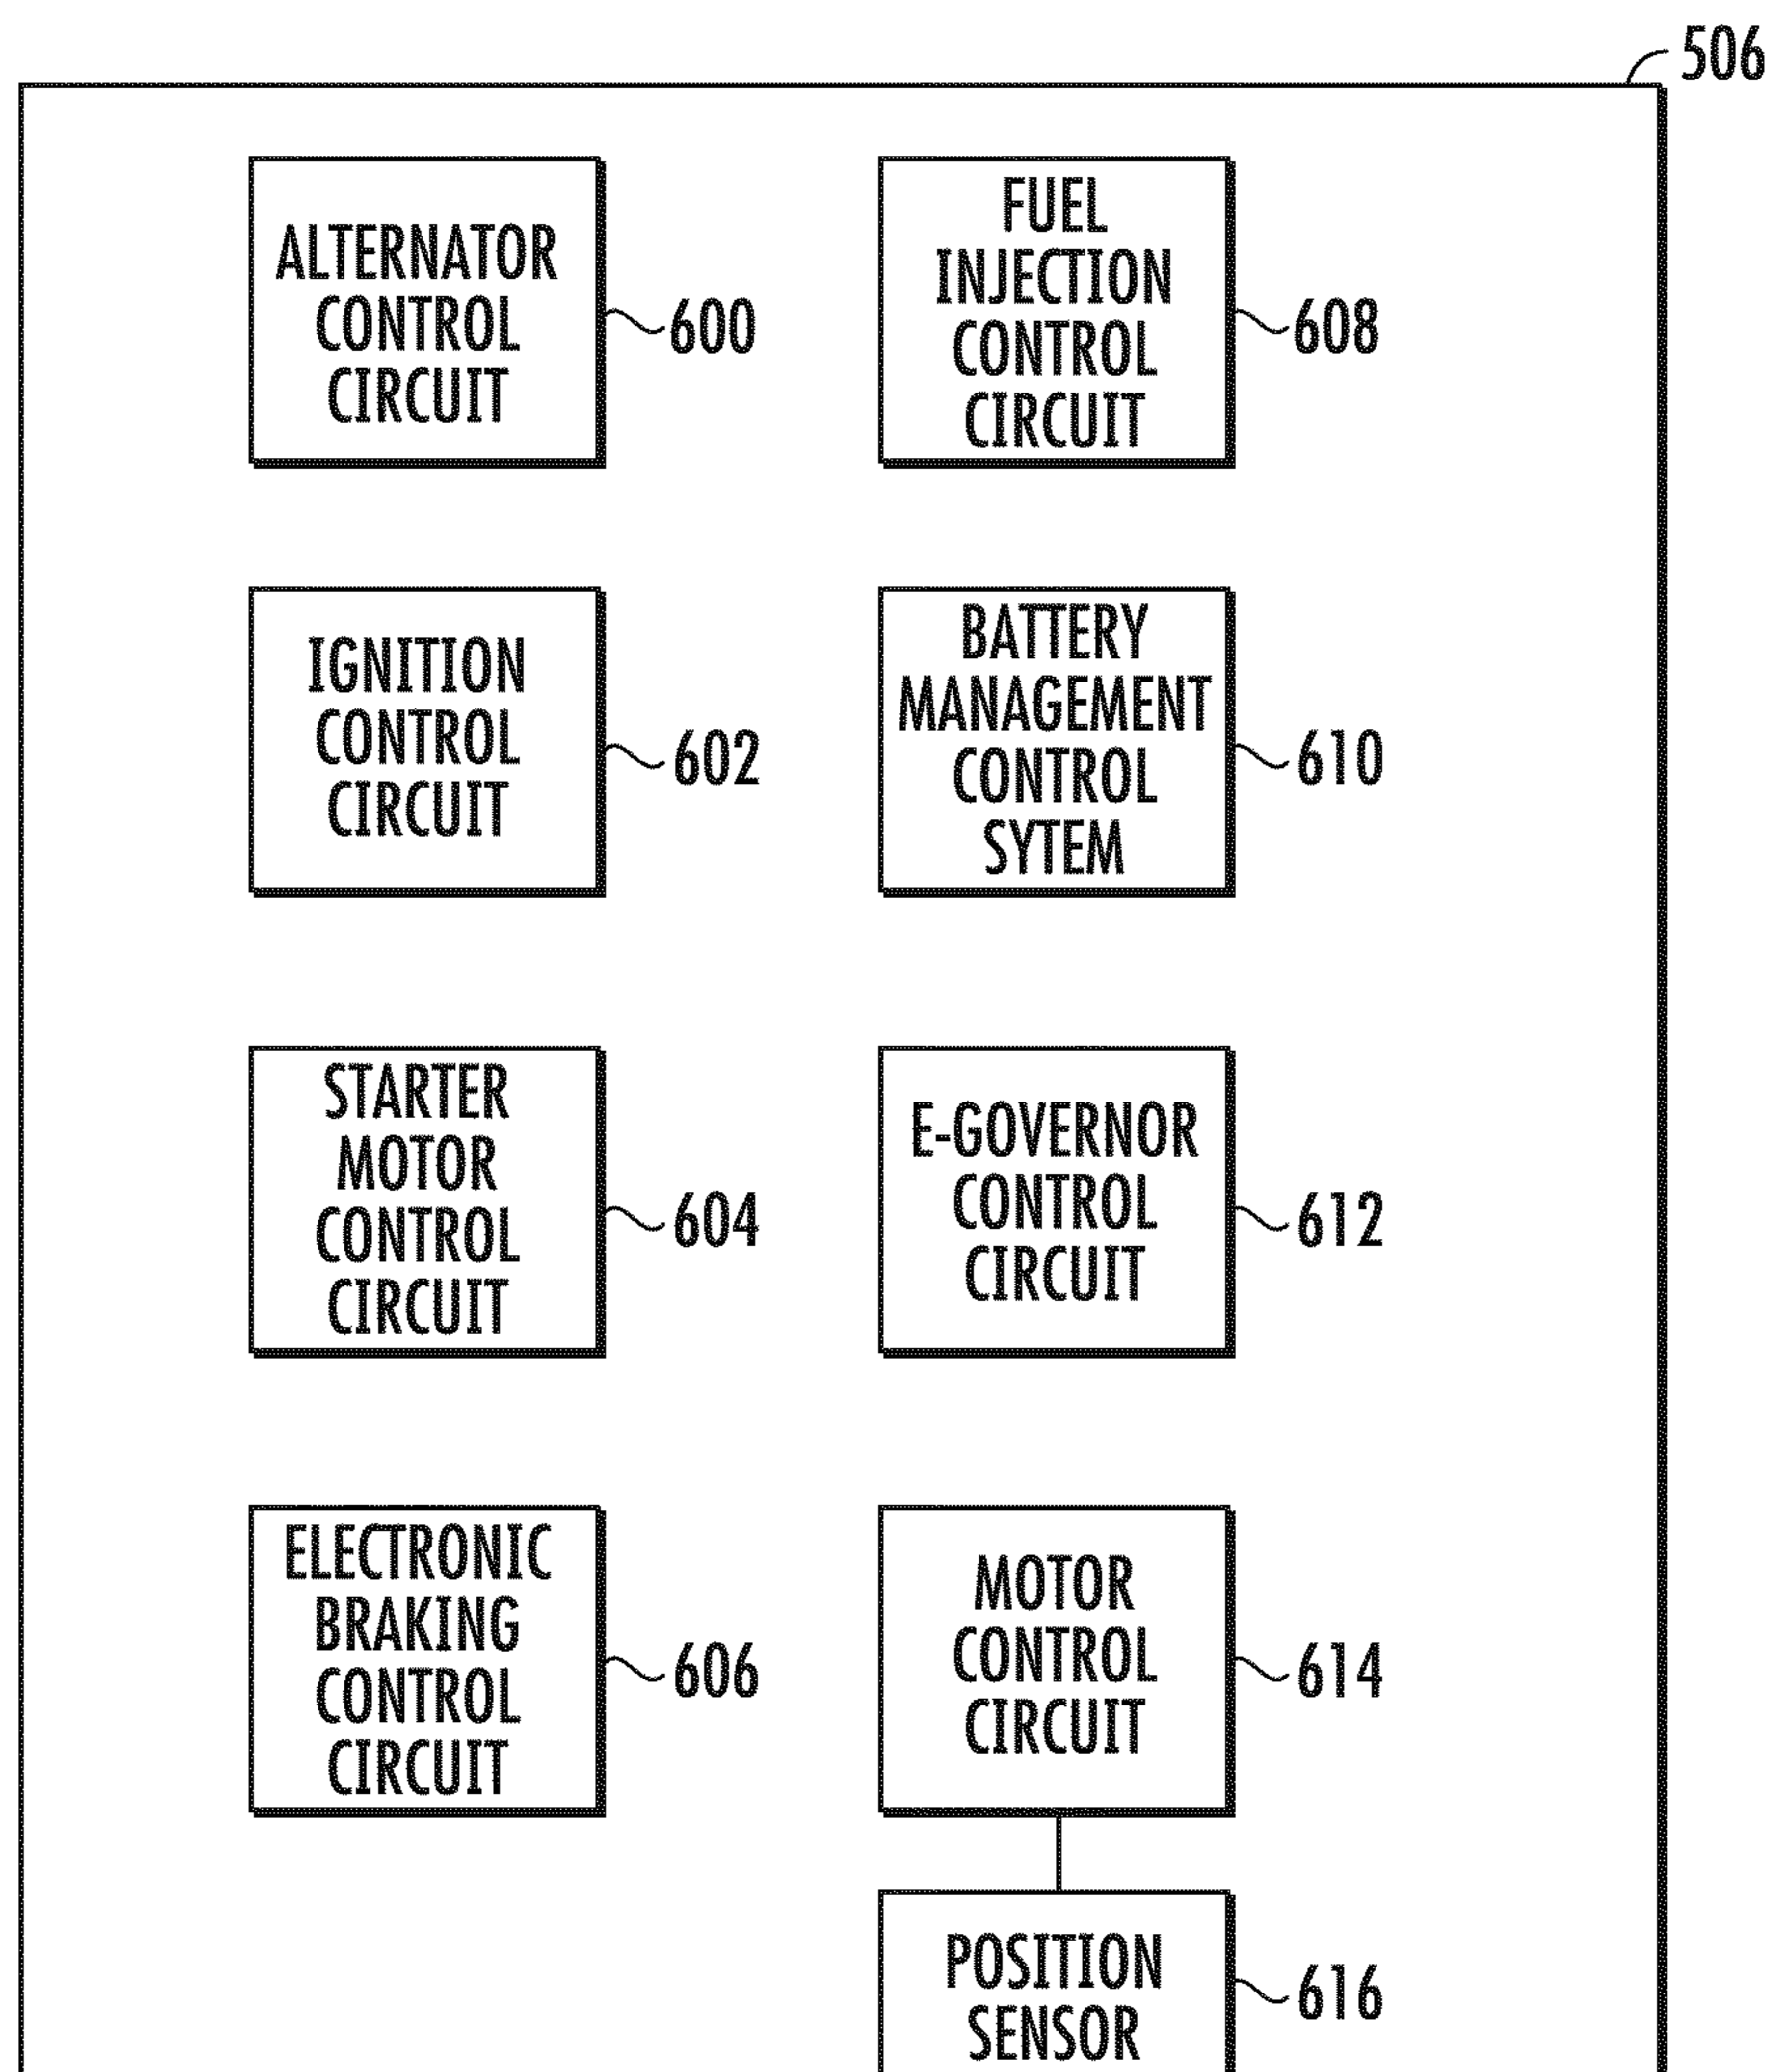 506
ALTERNATOR
CONTROL
CIRCUIT
600
FUEL
INJECTION
CONTROL
CIRCUIT
608
IGNITION
CONTROL
CIRCUIT
602
BATTERY
MANAGEMENT
CONTROL
SYTEM
610
STARTER
MOTOR
CONTROL
CIRCUIT
604
E-GOVERNOR
CONTROL
CIRCUIT
612
ELECTRONIC
BRAKING
CONTROL
CIRCUIT
606
MOTOR
CONTROL
CIRCUIT
614
POSITION
SENSOR
616